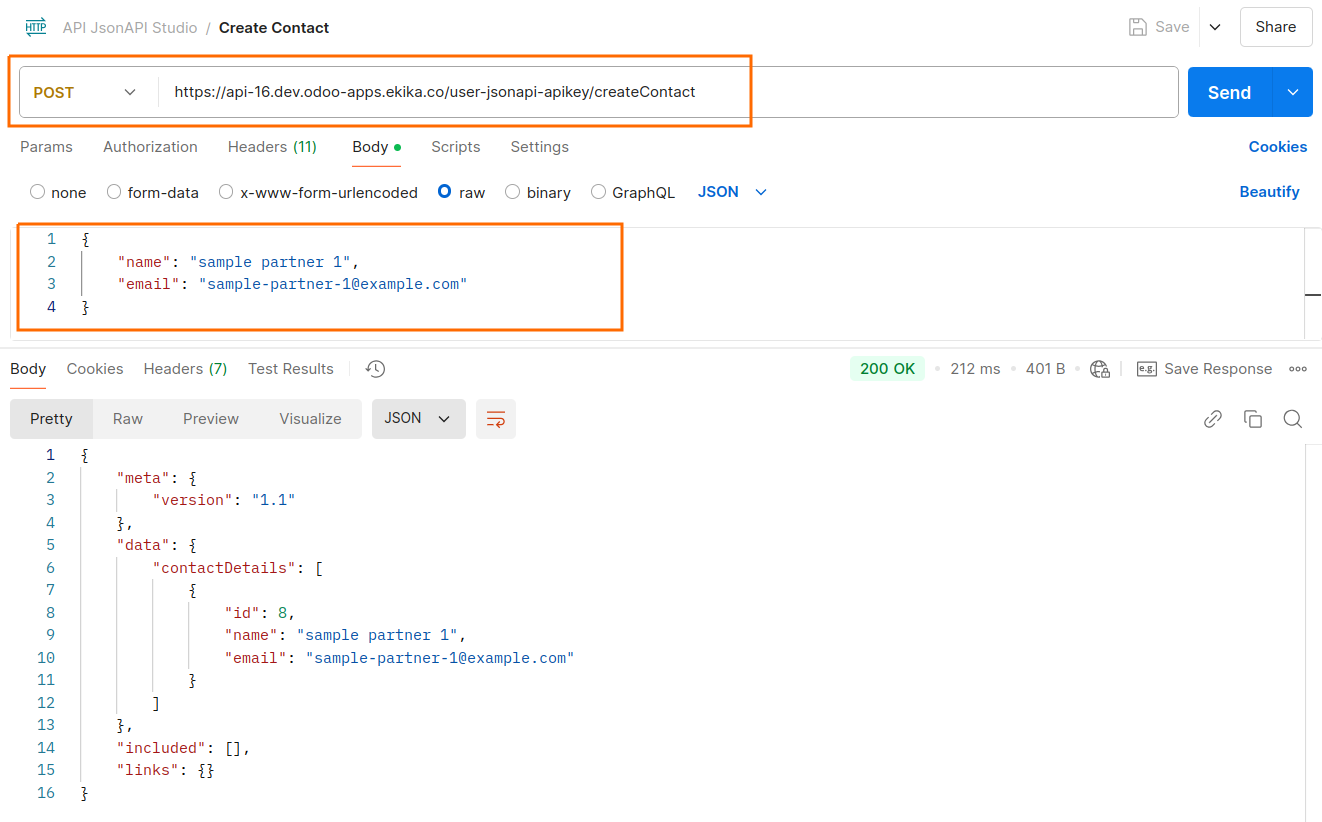 HTTP API JsonAPI Studio / Create Contact Save Share
POST https://api-16.dev.odoo-apps.ekika.co/user-jsonapi-apikey/createContact Send
Params Authorization Headers (11) Body Scripts Settings Cookies
none form-data x-www-form-urlencoded raw binary GraphQL JSON Beautify
1 {
2 "name": "sample partner 1",
3 "email": "sample-partner-1@example.com"
4 }
Body Cookies Headers (7) Test Results 200 OK 212 ms 401 B e.g. Save Response
Pretty Raw Preview Visualize JSON
1 {
2 "meta": {
3 "version": "1.1"
4 },
5 "data": {
6 "contactDetails": [
7 {
8 "id": 8,
9 "name": "sample partner 1",
10 "email": "sample-partner-1@example.com"
11 }
12 ]
13 },
14 "included": [],
15 "links": {}
16 }